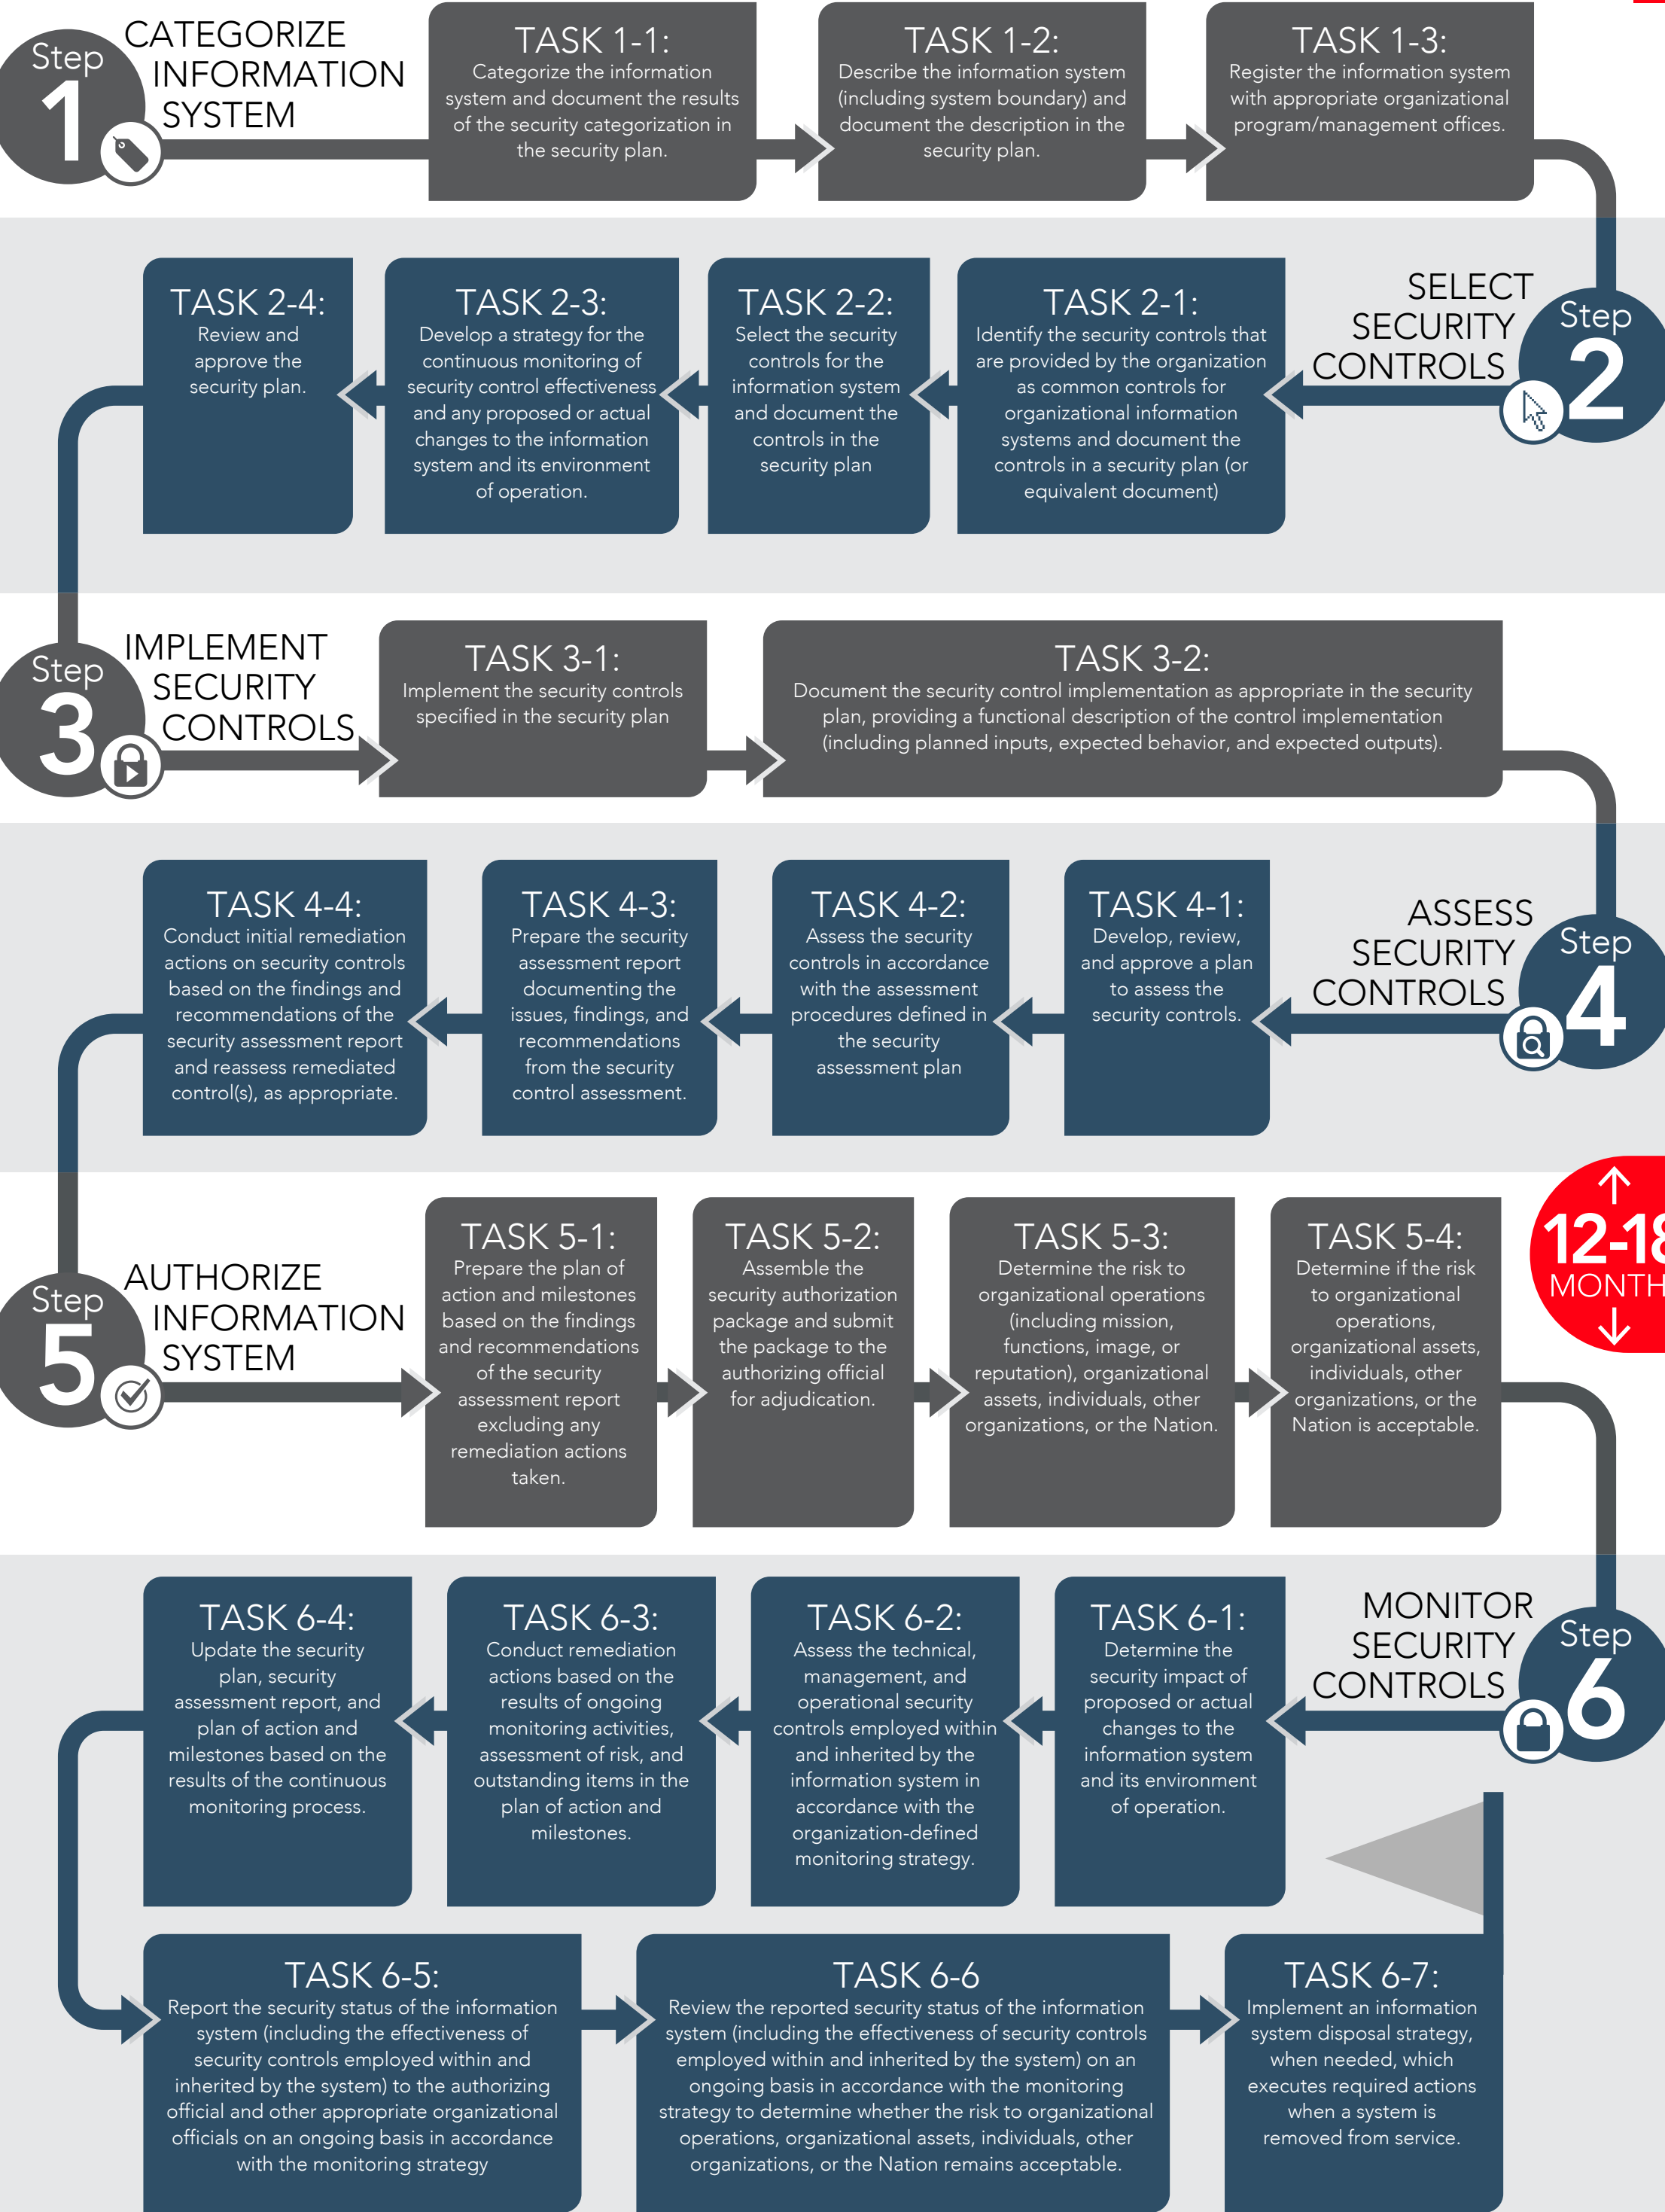 Step
1
CATEGORIZE
INFORMATION
SYSTEM
TASK 1-1:
Categorize the information
system and document the results
of the security categorization in
the security plan.
TASK 1-2:
Describe the information system
(including system boundary) and
document the description in the
security plan.
TASK 1-3:
Register the information system
with appropriate organizational
program/management offices.
Step
2
SELECT
SECURITY
CONTROLS
TASK 2-1:
Identify the security controls that
are provided by the organization
as common controls for
organizational information
systems and document the
controls in a security plan (or
equivalent document)
TASK 2-2:
Select the security
controls for the
information system
and document the
controls in the
security plan
TASK 2-3:
Develop a strategy for the
continuous monitoring of
security control effectiveness
and any proposed or actual
changes to the information
system and its environment
of operation.
TASK 2-4:
Review and
approve the
security plan.
Step
3
IMPLEMENT
SECURITY
CONTROLS
TASK 3-1:
Implement the security controls
specified in the security plan
TASK 3-2:
Document the security control implementation as appropriate in the security
plan, providing a functional description of the control implementation
(including planned inputs, expected behavior, and expected outputs).
Step
4
ASSESS
SECURITY
CONTROLS
TASK 4-1:
Develop, review,
and approve a plan
to assess the
security controls.
TASK 4-2:
Assess the security
controls in accordance
with the assessment
procedures defined in
the security
assessment plan
TASK 4-3:
Prepare the security
assessment report
documenting the
issues, findings, and
recommendations
from the security
control assessment.
TASK 4-4:
Conduct initial remediation
actions on security controls
based on the findings and
recommendations of the
security assessment report
and reassess remediated
control(s), as appropriate.
Step
5
AUTHORIZE
INFORMATION
SYSTEM
TASK 5-1:
Prepare the plan of
action and milestones
based on the findings
and recommendations
of the security
assessment report
excluding any
remediation actions
taken.
TASK 5-2:
Assemble the
security authorization
package and submit
the package to the
authorizing official
for adjudication.
TASK 5-3:
Determine the risk to
organizational operations
(including mission,
functions, image, or
reputation), organizational
assets, individuals, other
organizations, or the Nation.
TASK 5-4:
Determine if the risk
to organizational
operations,
organizational assets,
individuals, other
organizations, or the
Nation is acceptable.
12-18
MONTH
Step
6
MONITOR
SECURITY
CONTROLS
TASK 6-1:
Determine the
security impact of
proposed or actual
changes to the
information system
and its environment
of operation.
TASK 6-2:
Assess the technical,
management, and
operational security
controls employed within
and inherited by the
information system in
accordance with the
organization-defined
monitoring strategy.
TASK 6-3:
Conduct remediation
actions based on the
results of ongoing
monitoring activities,
assessment of risk, and
outstanding items in the
plan of action and
milestones.
TASK 6-4:
Update the security
plan, security
assessment report, and
plan of action and
milestones based on the
results of the continuous
monitoring process.
TASK 6-5:
Report the security status of the information
system (including the effectiveness of
security controls employed within and
inherited by the system) to the authorizing
official and other appropriate organizational
officials on an ongoing basis in accordance
with the monitoring strategy
TASK 6-6
Review the reported security status of the information
system (including the effectiveness of security controls
employed within and inherited by the system) on an
ongoing basis in accordance with the monitoring
strategy to determine whether the risk to organizational
operations, organizational assets, individuals, other
organizations, or the Nation remains acceptable.
TASK 6-7:
Implement an information
system disposal strategy,
when needed, which
executes required actions
when a system is
removed from service.